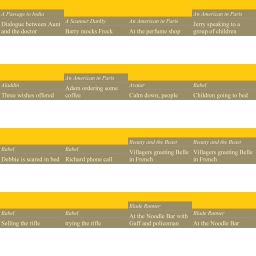 A Passage to India
Dialogue between Aunt
and the doctor
A Scanner Darkly
Barry mocks Freck
An American in Paris
At the perfume shop
An American in Paris
Jerry speaking to a
group of children
Aladdin
Three wishes offered
An American in Paris
Adam ordering some
coffee
Avatar
Calm down, people
Babel
Children going to bed
Babel
Debbie is scared in bed
Babel
Richard phone call
Beauty and the Beast
Villagers greeting Belle
in French
Beauty and the Beast
Villagers greeting Belle
in French
Babel
Selling the rifle
Babel
trying the rifle
Blade Runner
At the Noodle Bar with
Gaff and policeman
Blade Runner
At the Noodle Bar